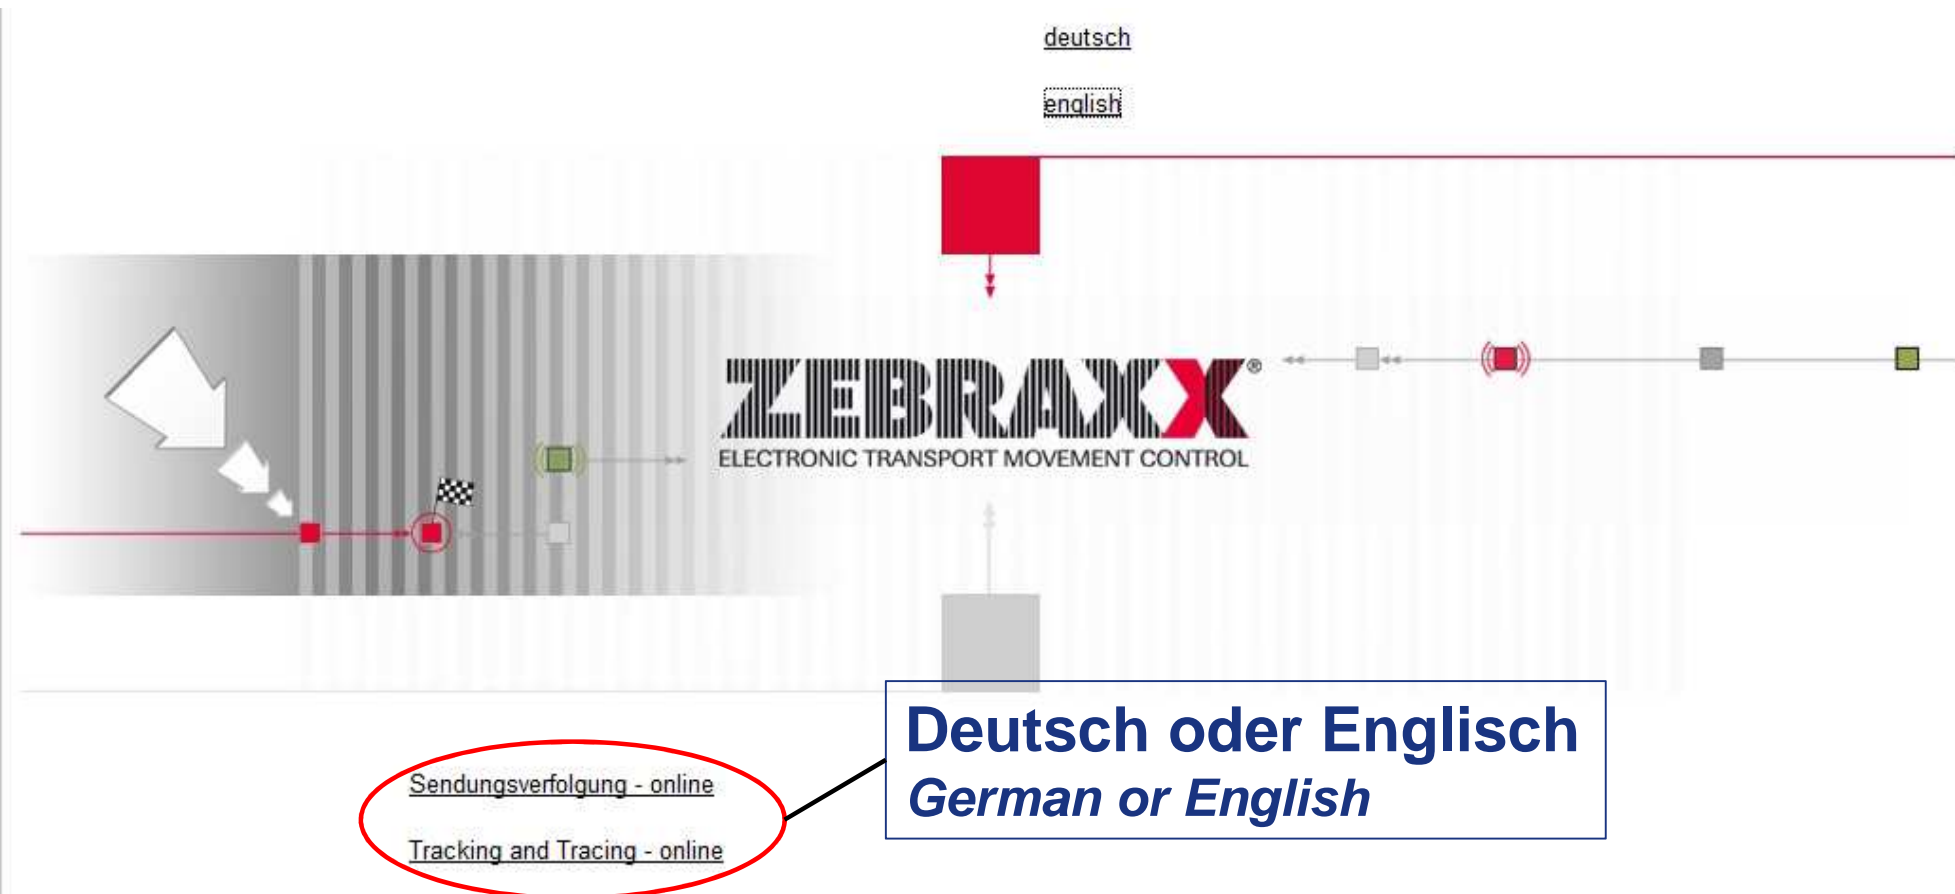 deutsch
english
ZEBRAXX®
ELECTRONIC TRANSPORT MOVEMENT CONTROL
Deutsch oder Englisch
German or English
Sendungsverfolgung - online
Tracking and Tracing - online